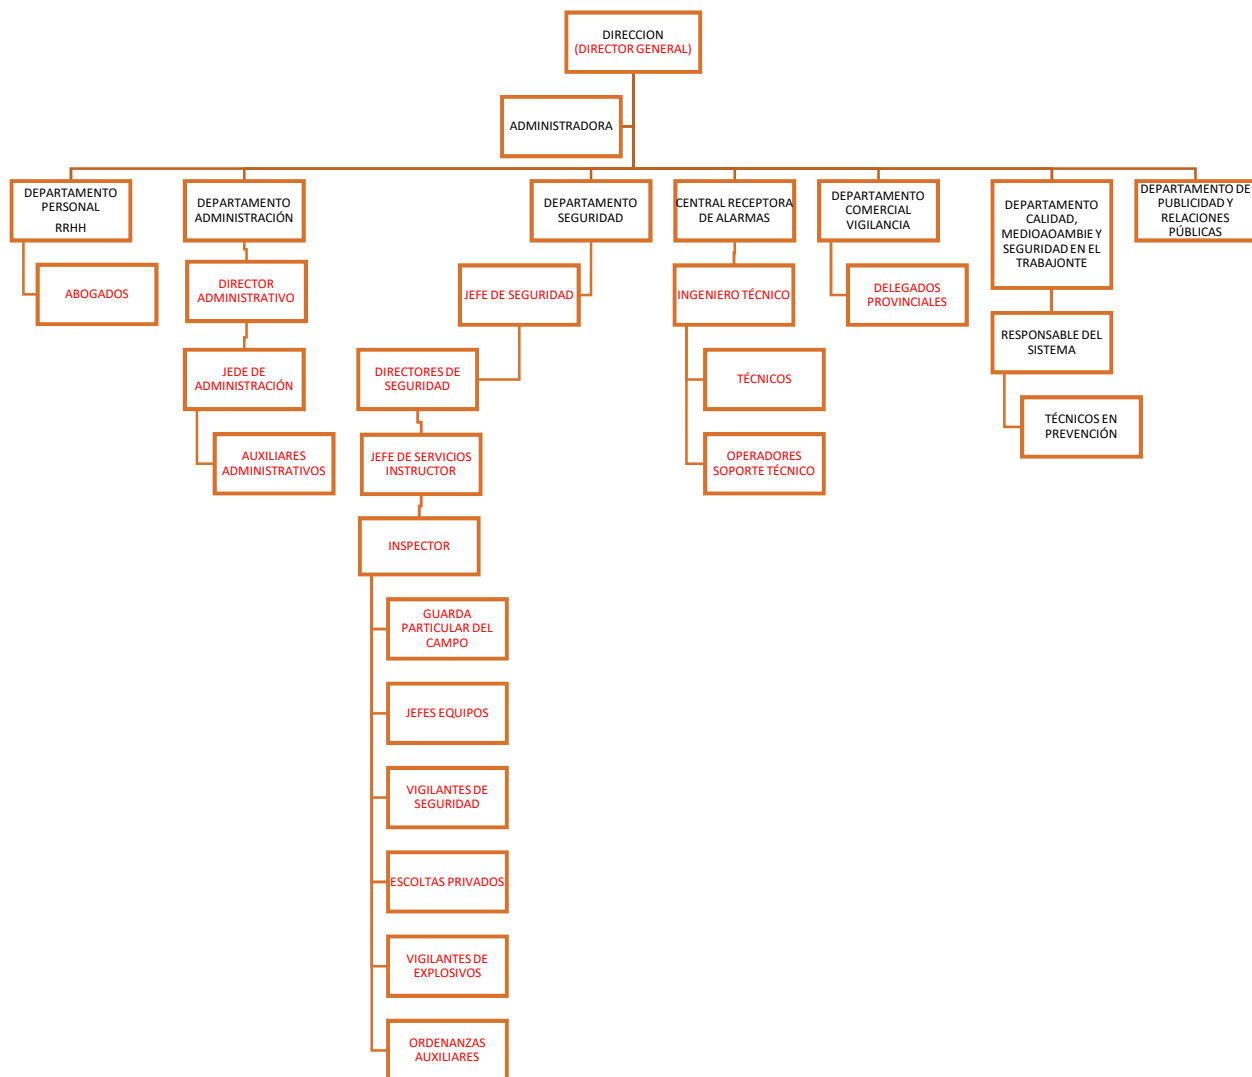 DIRECCION
(DIRECTOR GENERAL)
ADMINISTRADORA
DEPARTAMENTO
PERSONAL
RRHH
ABOGADOS
DEPARTAMENTO
ADMINISTRACIÓN
DIRECTOR
ADMINISTRATIVO
JEDE DE
ADMINISTRACIÓN
AUXILIARES
ADMINISTRATIVOS
DEPARTAMENTO
SEGURIDAD
JEFE DE SEGURIDAD
DIRECTORES DE
SEGURIDAD
JEFE DE SERVICIOS
INSTRUCTOR
INSPECTOR
GUARDA
PARTICULAR DEL
CAMPO
JEFES EQUIPOS
VIGILANTES DE
SEGURIDAD
ESCOLTAS PRIVADOS
VIGILANTES DE
EXPLOSIVOS
ORDENANZAS
AUXILIARES
CENTRAL RECEPTORA
DE ALARMAS
INGENIERO TÉCNICO
TÉCNICOS
OPERADORES
SOPORTE TÉCNICO
DEPARTAMENTO
COMERCIAL
VIGILANCIA
DELEGADOS
PROVINCIALES
DEPARTAMENTO
CALIDAD,
MEDIOAOAMBIE Y
SEGURIDAD EN EL
TRABAJONTE
RESPONSABLE DEL
SISTEMA
TÉCNICOS EN
PREVENCIÓN
DEPARTAMENTO DE
PUBLICIDAD Y
RELACIONES
PÚBLICAS